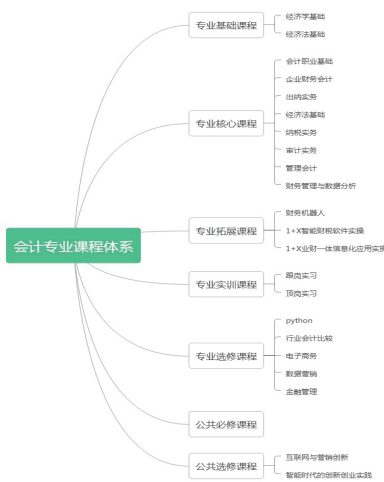 会计专业课程体系
专业基础课程
经济学基础
经济法基础
专业核心课程
会计职业基础
企业财务会计
出纳实务
经济法基础
纳税实务
审计实务
管理会计
财务管理与数据分析
专业拓展课程
财务机器人
1+X智能财税软件实操
1+X业财一体信息化应用实操
专业实训课程
跟岗实习
顶岗实习
专业选修课程
python
行业会计比较
电子商务
数据营销
金融管理
公共必修课程
公共选修课程
互联网与营销创新
智能时代的创新创业实践